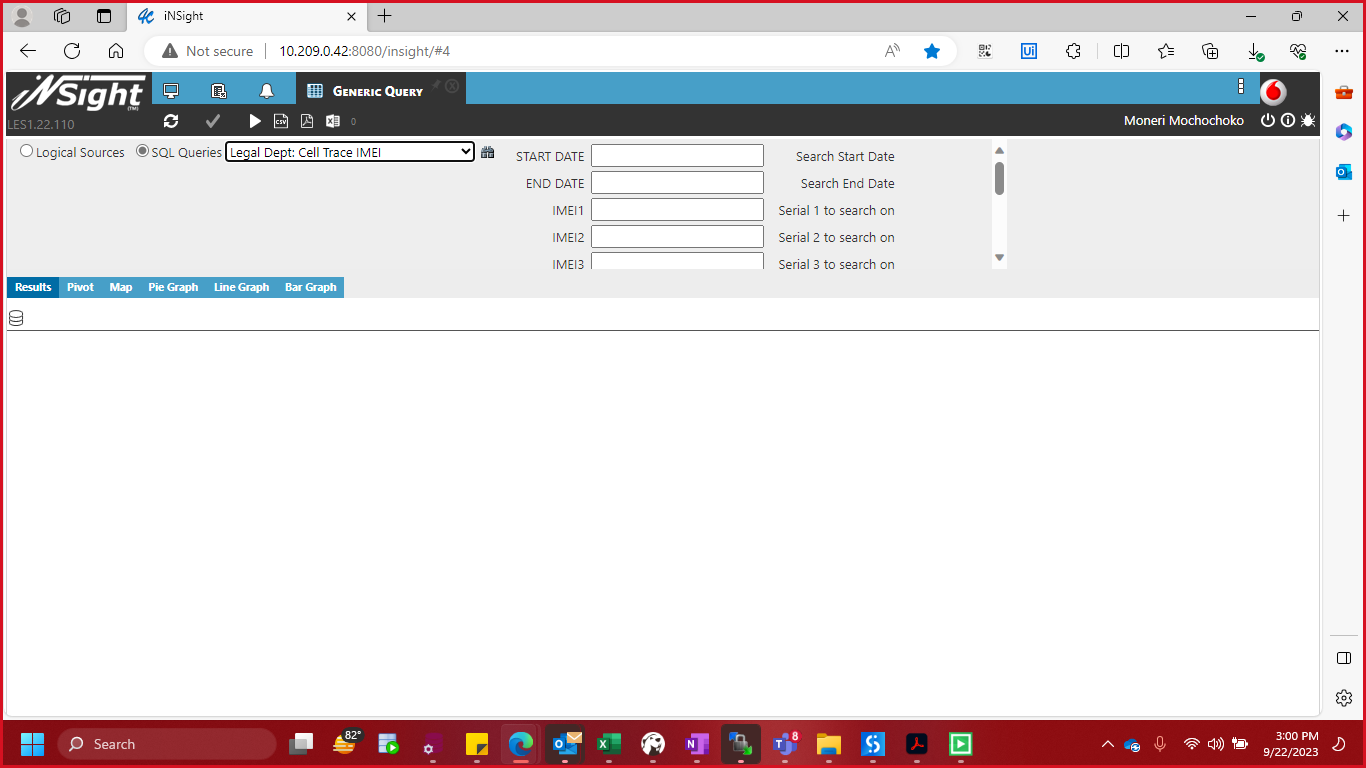 iNSight
Not secure
10.209.0.42:8080/insight/#4
iNSight (TM)
LES1.22.110
Generic Query
CSV
0
Moneri Mochochoko
Logical Sources
SQL Queries
Legal Dept: Cell Trace IMEI
START DATE
Search Start Date
END DATE
Search End Date
IMEI1
Serial 1 to search on
IMEI2
Serial 2 to search on
IMEI3
Serial 3 to search on
Results
Pivot
Map
Pie Graph
Line Graph
Bar Graph
Search
82°
8
3:00 PM
9/22/2023